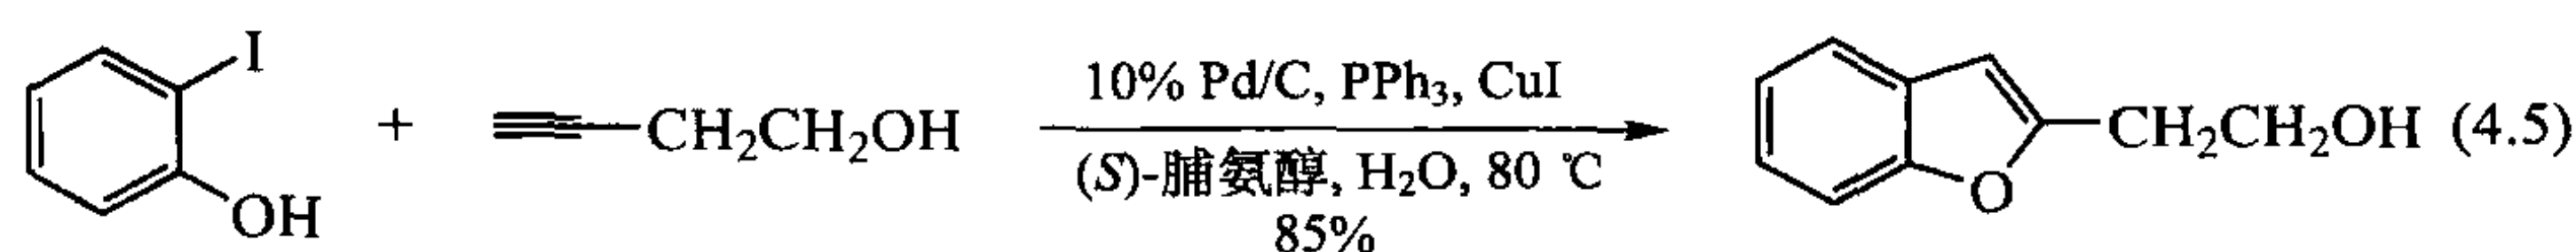 I
OH
+
CH₂CH₂OH
10% Pd/C, PPh₃, CuI
(S)-脯氨醇, H₂O, 80 ℃
85%
O
CH₂CH₂OH (4.5)